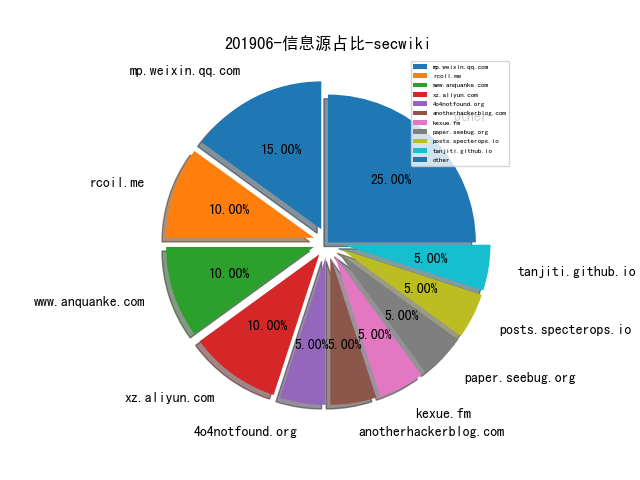 201906-信息源占比-secwiki
mp.weixin.qq.com
rcoil.me
www.anquanke.com
xz.aliyun.com
4o4notfound.org
anotherhackerblog.com
kexue.fm
paper.seebug.org
posts.specterops.io
tanjiti.github.io
other
mp.weixin.qq.com
other
15.00%
25.00%
rcoil.me
10.00%
www.anquanke.com
10.00%
xz.aliyun.com
10.00%
4o4notfound.org
5.00%
anotherhackerblog.com
5.00%
kexue.fm
5.00%
paper.seebug.org
5.00%
posts.specterops.io
5.00%
tanjiti.github.io
5.00%